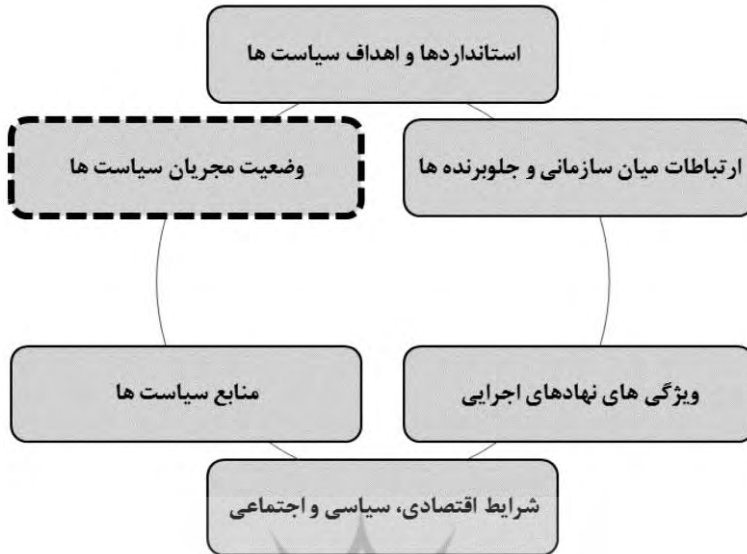 استانداردها و اهداف سیاست ها
ارتباطات میان سازمانی و جلوبرنده ها
وضعیت مجریان سیاست ها
ویژگی های نهادهای اجرایی
منابع سیاست ها
شرایط اقتصادی، سیاسی و اجتماعی